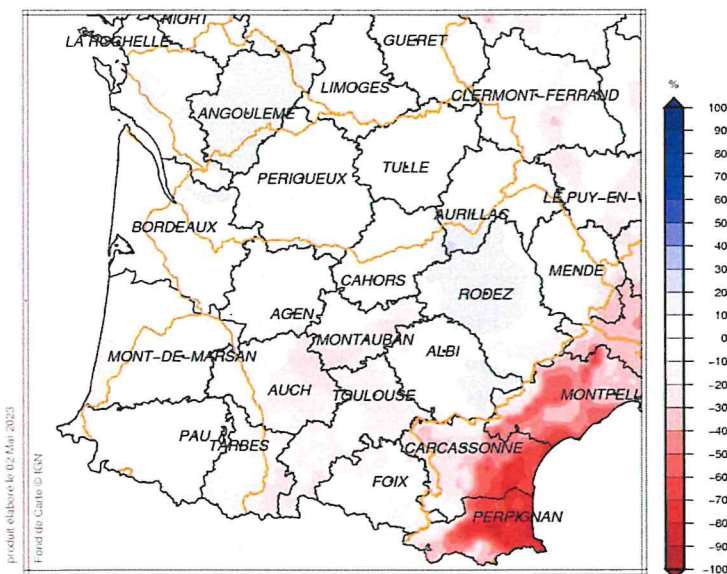 NIORT
LA ROCHELLE
GUERET
LIMOGES
CLERMONT-FERRAND
ANGOULEME
PERIGUEUX
TULLE
LE PUY-EN-V
AURILLAC
BORDEAUX
MENDE
CAHORS
RODEZ
AGEN
MONTAUBAN
ALBI
MONT-DE-MARSAN
AUCH
TOULOUSE
MONTPELL
PAU
TARBES
CARCASSONNE
FOIX
PERPIGNAN
%
100
90
80
70
60
50
40
30
20
10
0
-10
-20
-30
-40
-50
-60
-70
-80
-90
-100
produit élaboré le 02 Mai 2023
Fond de Carte © IGN